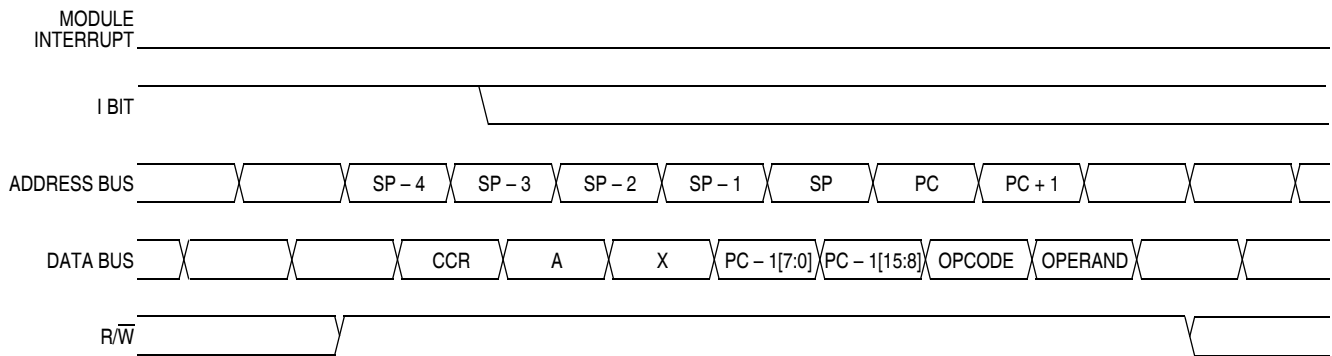 MODULE
INTERRUPT
I BIT
ADDRESS BUS SP – 4 SP – 3 SP – 2 SP – 1 SP PC PC + 1
DATA BUS CCR A X PC – 1[7:0] PC – 1[15:8] OPCODE OPERAND
R/W̅